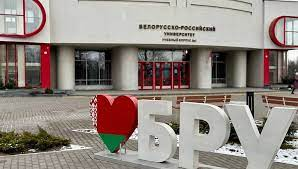 БЕЛОРУССКО-РОССИЙСКИЙ
УНИВЕРСИТЕТ
УЧЕБНЫЙ КОРПУС №1
БРУ